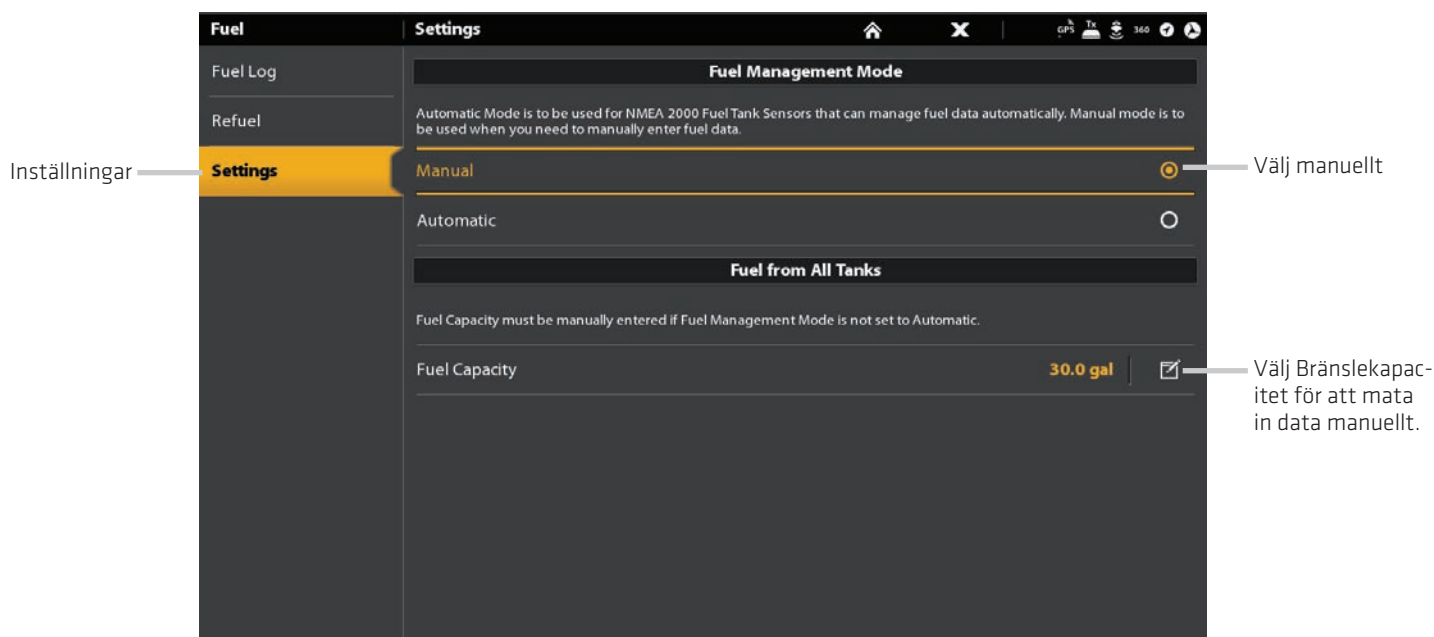 Fuel
Settings
GPS
Tx
360
Fuel Log
Refuel
Settings
Inställningar
Fuel Management Mode
Automatic Mode is to be used for NMEA 2000 Fuel Tank Sensors that can manage fuel data automatically. Manual mode is to
be used when you need to manually enter fuel data.
Manual
Välj manuellt
Automatic
Fuel from All Tanks
Fuel Capacity must be manually entered if Fuel Management Mode is not set to Automatic.
Fuel Capacity
30.0 gal
Välj Bränslekapac-
itet för att mata
in data manuellt.